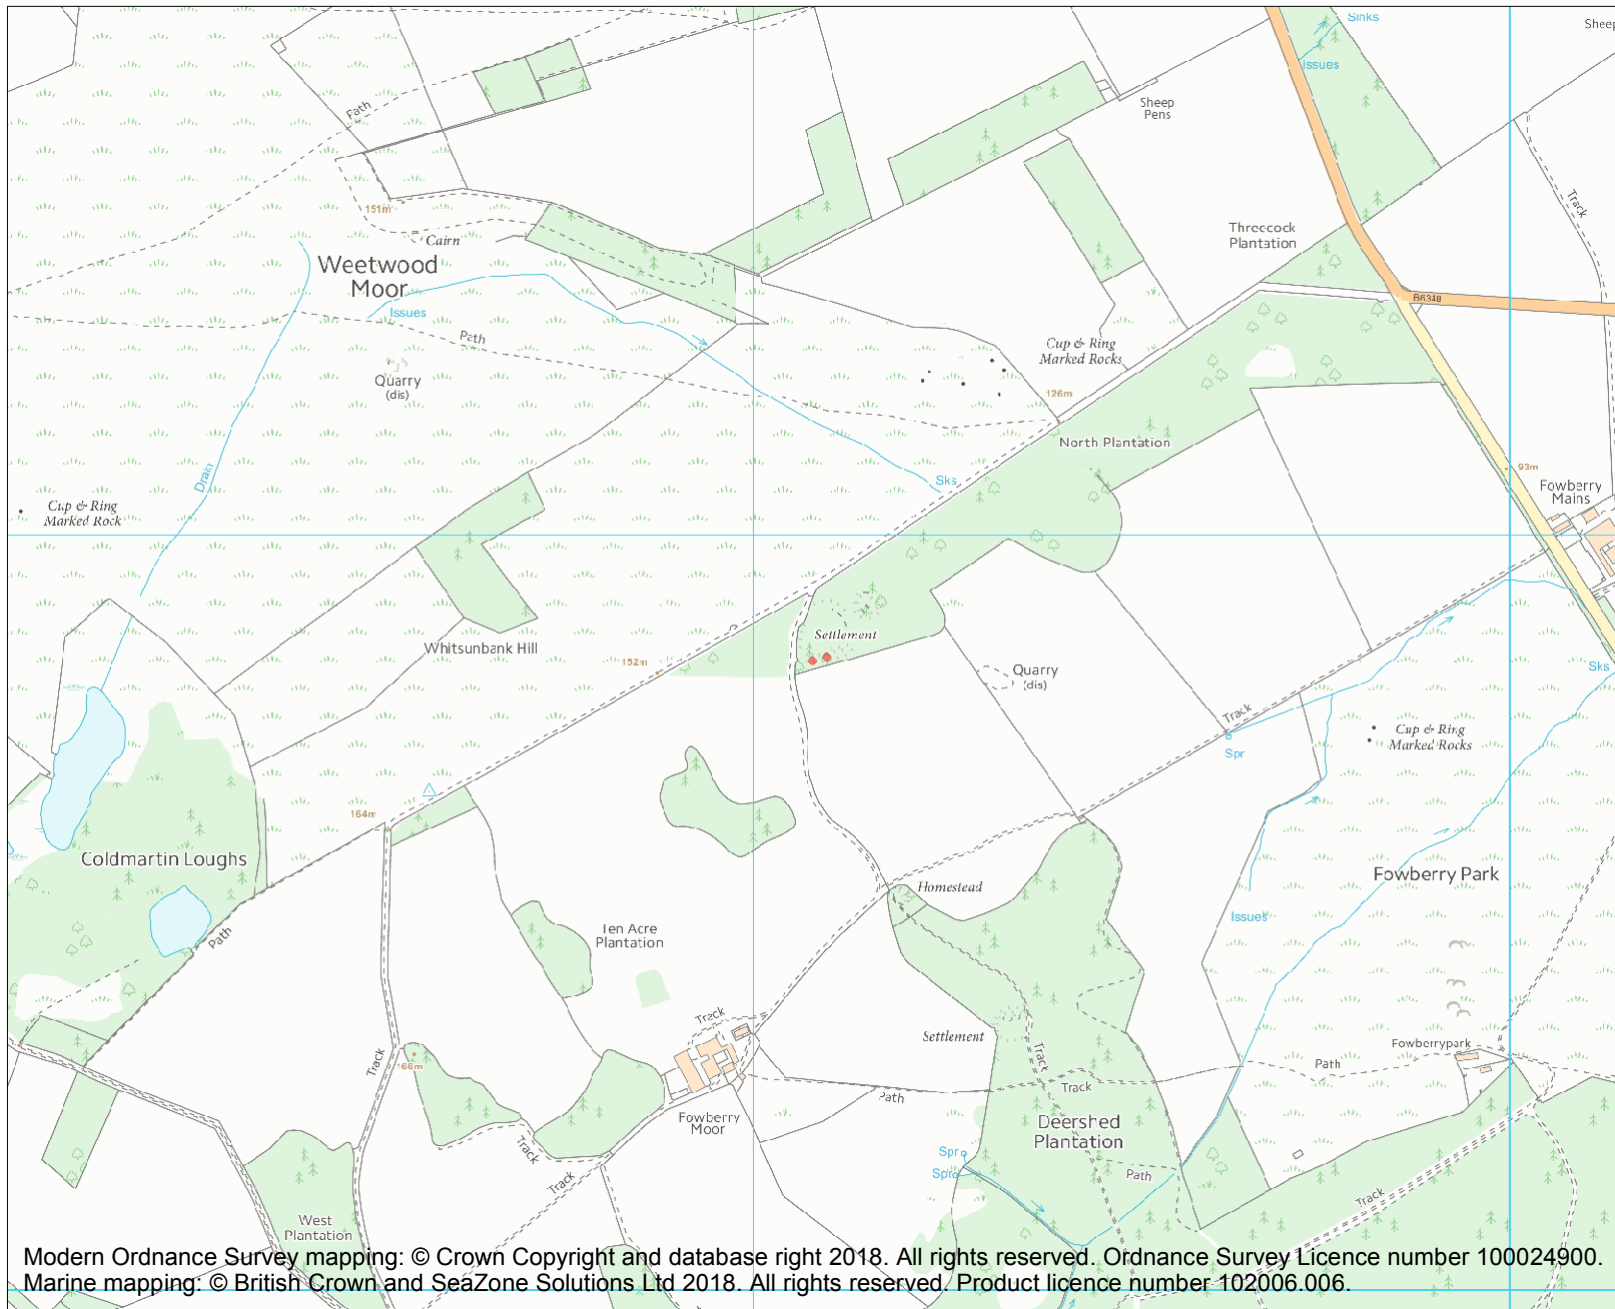 Sinks
Sheep
Issues
Path
Sheep
Pens
Track
151m
Cairn
Threecock
Plantation
Weetwood
Moor
Issues
B6348
Path
Cup & Ring
Marked Rocks
Quarry
(dis)
126m
North Plantation
Drain
Sks
93m
Fowberry
Mains
Cup & Ring
Marked Rock
Settlement
Whitsunbank Hill
152m
Quarry
(dis)
Sks
Track
Cup & Ring
Marked Rocks
Spr
164m
Coldmartin Loughs
Fowberry Park
Homestead
Issues
Path
Ten Acre
Plantation
Track
Settlement
Track
Fowberrypark
Track
166m
Path
Track
Path
Fowberry
Moor
Deershed
Plantation
Track
Spr
Spr
Path
Track
Track
West
Plantation
Modern Ordnance Survey mapping: © Crown Copyright and database right 2018. All rights reserved. Ordnance Survey Licence number 100024900.
Marine mapping: © British Crown and SeaZone Solutions Ltd 2018. All rights reserved. Product licence number 102006.006.